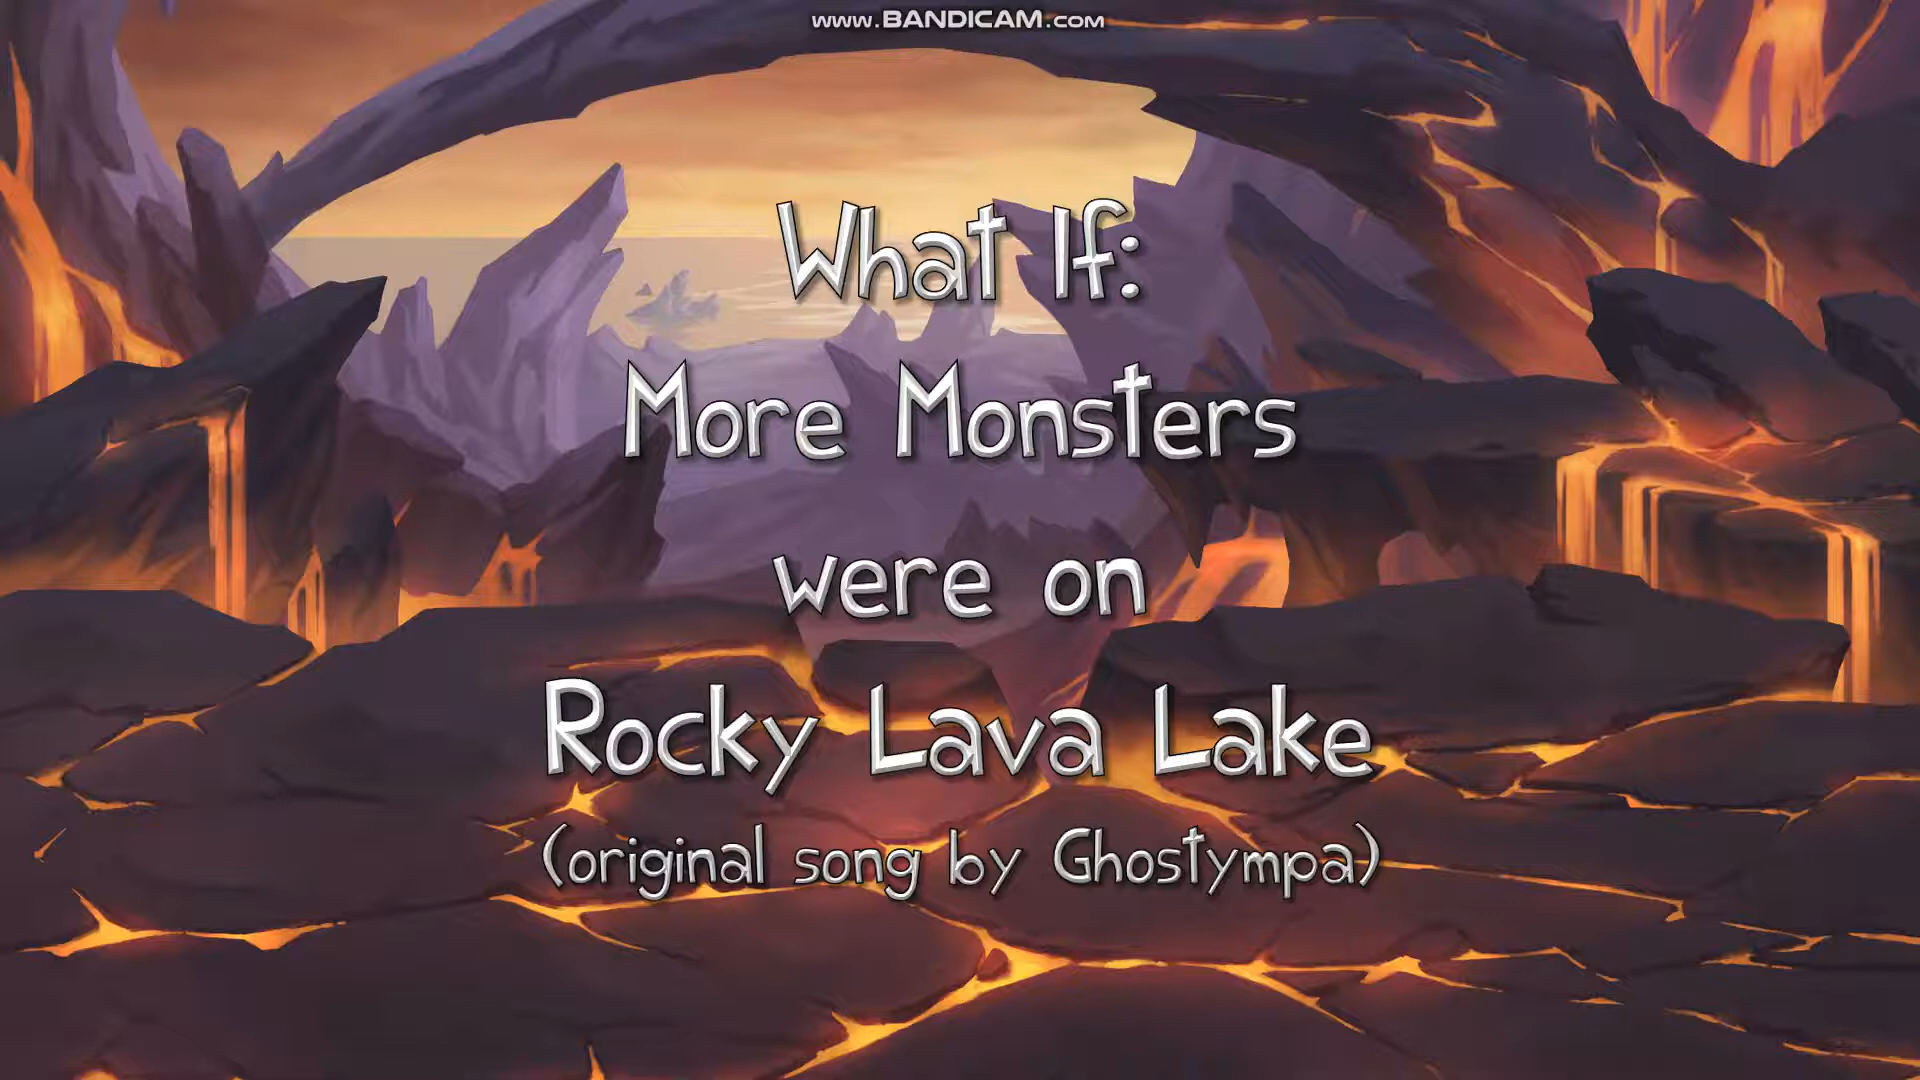 www.BANDICAM.com
What If:
More Monsters
were on
Rocky Lava Lake
(original song by Ghostympa)